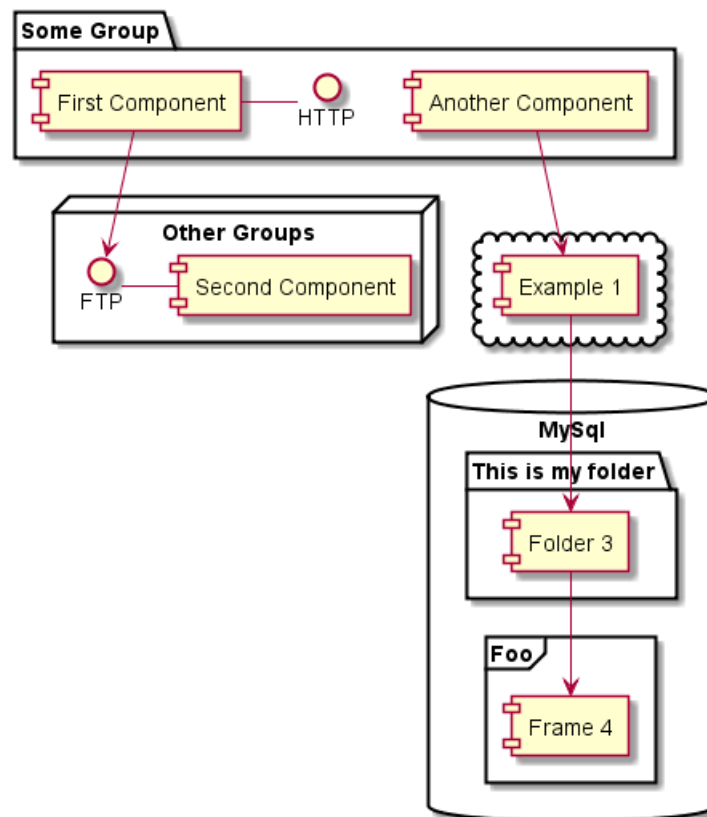 Some Group
First Component
HTTP
Another Component
Other Groups
FTP
Second Component
Example 1
MySql
This is my folder
Folder 3
Foo
Frame 4